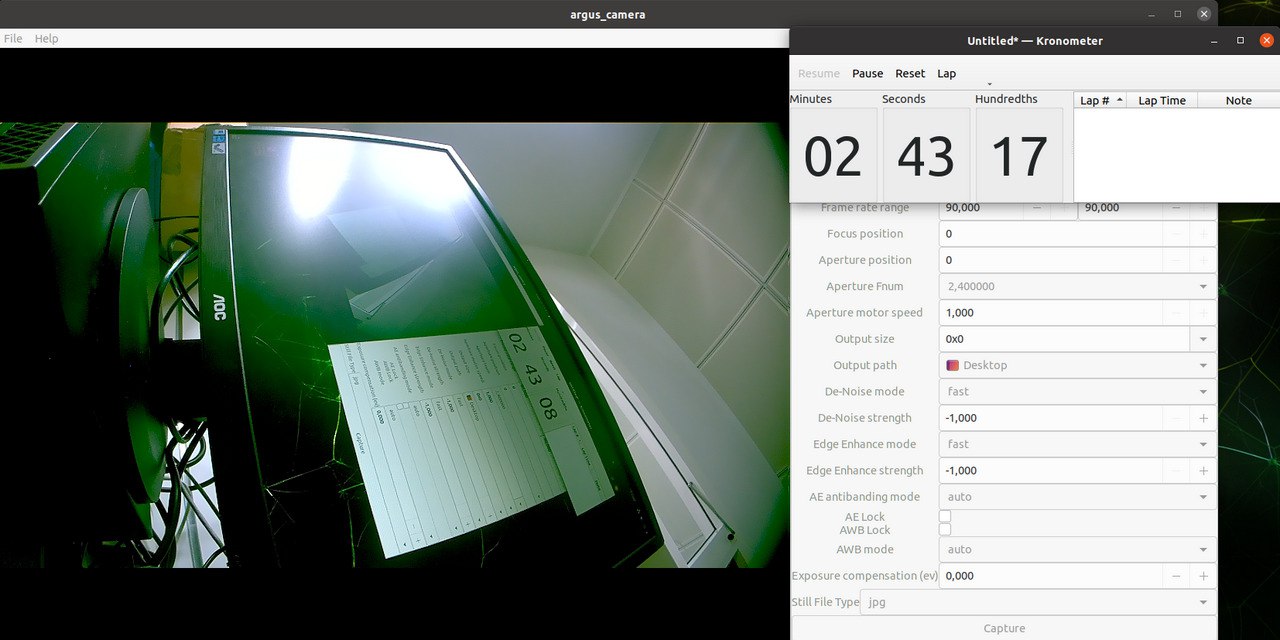 argus_camera
File Help
Untitled* — Kronometer
Resume Pause Reset Lap
Minutes Seconds Hundredths
Lap # Lap Time Note
02 43 17
Frame rate range 90,000 90,000
Focus position 0
Aperture position 0
Aperture Fnum 2,400000
Aperture motor speed 1,000
Output size 0x0
Output path Desktop
De-Noise mode fast
De-Noise strength -1,000
Edge Enhance mode fast
Edge Enhance strength -1,000
AE antibanding mode auto
AE Lock
AWB Lock
AWB mode auto
Exposure compensation (ev) 0,000
Still File Type jpg
Capture
AOC
02 43 08